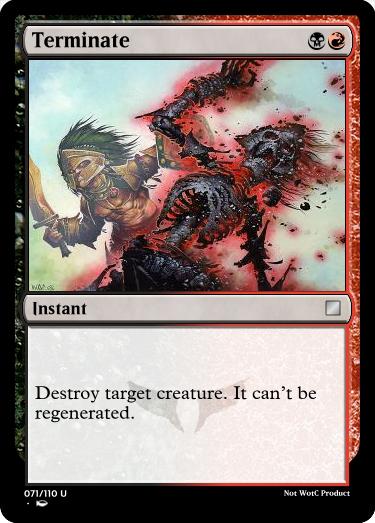 Terminate
Instant
Destroy target creature. It can't be
regenerated.
071/110 U
Not WotC Product